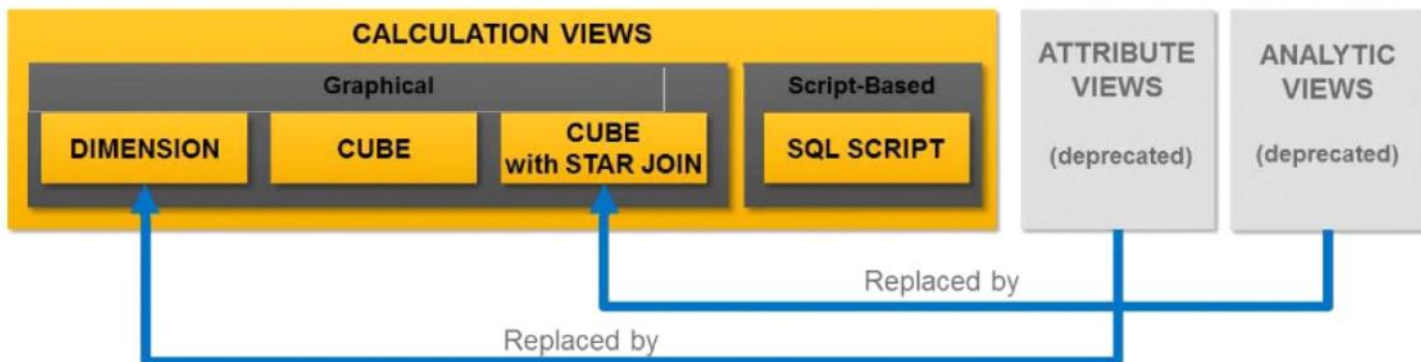 CALCULATION VIEWS
Graphical
DIMENSION
CUBE
CUBE
with STAR JOIN
Script-Based
SQL SCRIPT
ATTRIBUTE
VIEWS
(deprecated)
ANALYTIC
VIEWS
(deprecated)
Replaced by
Replaced by